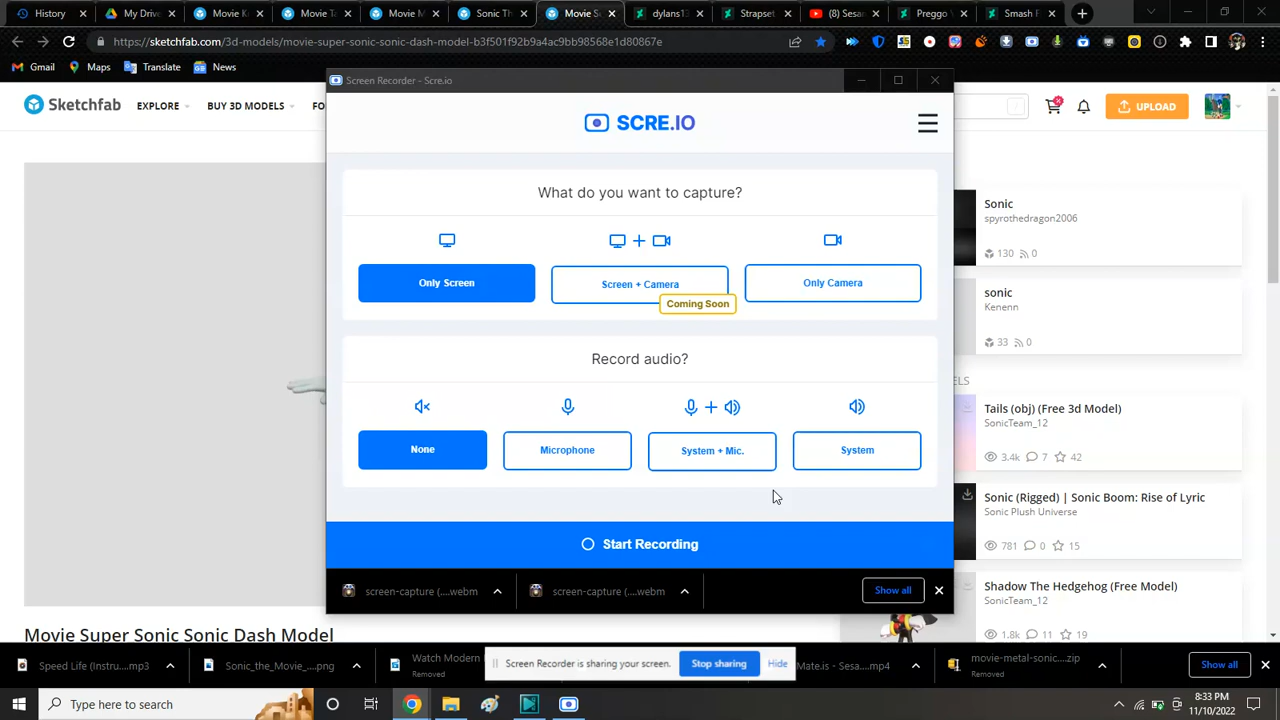 History
My Drive
Movie K
Movie Ta
Movie M
Sonic Th
Movie S
dylans13
Strapset
(8) Sesa
Preggo V
Smash F
https://sketchfab.com/3d-models/movie-super-sonic-sonic-dash-model-b3f501f92b9a4bb98568e1d80867e
Gmail
Maps
Translate
News
Screen Recorder - Scre.io
Sketchfab
EXPLORE
BUY 3D MODELS
FO
UPLOAD
SCRE.IO
What do you want to capture?
Only Screen
Screen + Camera
Only Camera
Coming Soon
Record audio?
None
Microphone
System + Mic.
System
Start Recording
screen-capture (....webm
screen-capture (....webm
Show all
Sonic
spyrothedragon2006
130 0
sonic
Kenenn
33 0
ELS
Tails (obj) (Free 3d Model)
SonicTeam_12
3.4k 7 42
Sonic (Rigged) | Sonic Boom: Rise of Lyric
Sonic Plush Universe
781 0 15
Shadow The Hedgehog (Free Model)
SonicTeam_12
1.8k 11 19
Movie Super Sonic Sonic Dash Model
Speed Life (Instru....mp3
Sonic_the_Movie_....png
Watch Modern
Removed
Screen Recorder is sharing your screen.
Stop sharing
Hide
Mate.is - Sesa....mp4
movie-metal-sonic....zip
Removed
Show all
Type here to search
8:33 PM
11/10/2022